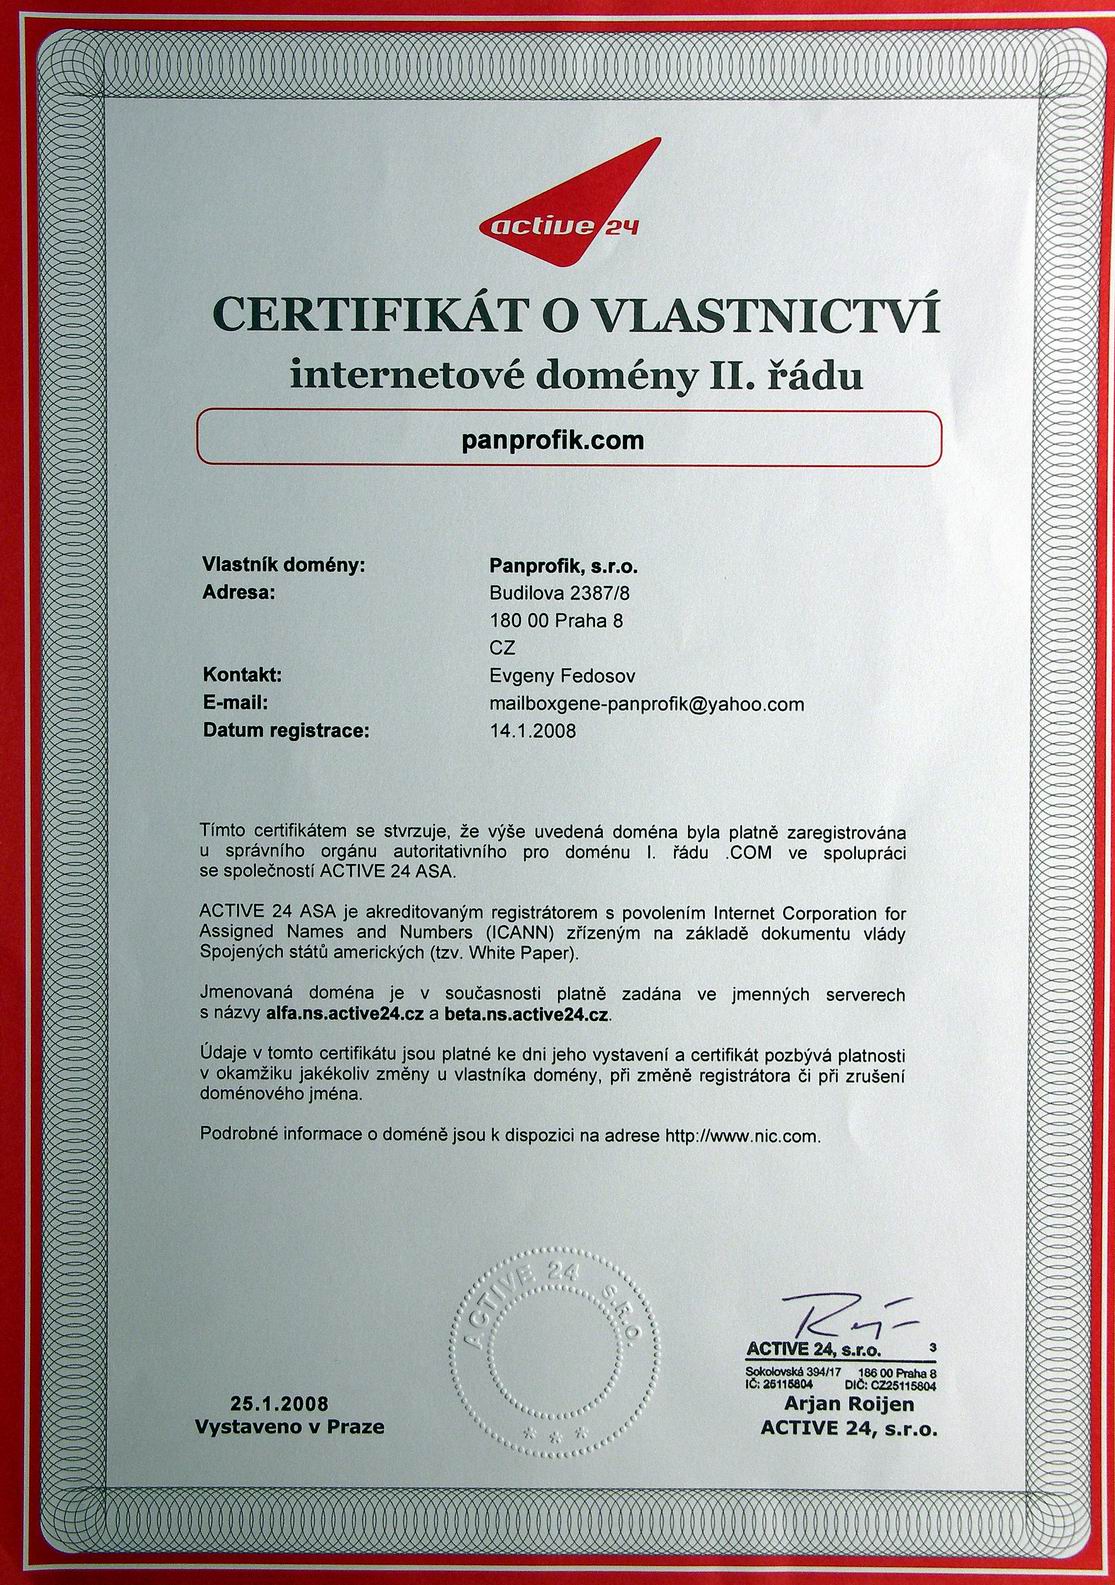 active 24
CERTIFIKÁT O VLASTNICTVÍ
internetové domény II. řádu
panprofik.com
Vlastník domény: Panprofik, s.r.o.
Adresa: Budilova 2387/8
180 00 Praha 8
CZ
Kontakt: Evgeny Fedosov
E-mail: mailboxgene-panprofik@yahoo.com
Datum registrace: 14.1.2008
Tímto certifikátem se stvrzuje, že výše uvedená doména byla platně zaregistrována
u správního orgánu autoritativního pro doménu I. řádu .COM ve spolupráci
se společností ACTIVE 24 ASA.
ACTIVE 24 ASA je akreditovaným registrátorem s povolením Internet Corporation for
Assigned Names and Numbers (ICANN) zřízeným na základě dokumentu vlády
Spojených států amerických (tzv. White Paper).
Jmenovaná doména je v současnosti platně zadána ve jmenných serverech
s názvy alfa.ns.active24.cz a beta.ns.active24.cz.
Údaje v tomto certifikátu jsou platné ke dni jeho vystavení a certifikát pozbývá platnosti
v okamžiku jakékoliv změny u vlastníka domény, při změně registrátora či při zrušení
doménového jména.
Podrobné informace o doméně jsou k dispozici na adrese http://www.nic.com.
ACTIVE 24 S.R.O.
* * *
ACTIVE 24, s.r.o. 3
Sokolovská 394/17 186 00 Praha 8
IČ: 25115804 DIČ: CZ25115804
25.1.2008
Vystaveno v Praze
Arjan Roijen
ACTIVE 24, s.r.o.